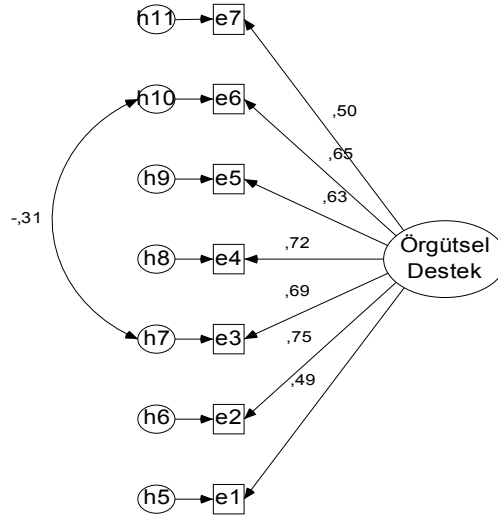 h11 e7
,50
h10 e6
,65
h9 e5
,63
-,31
Örgütsel
Destek
h8 e4
,72
,69
h7 e3
,75
,49
h6 e2
h5 e1